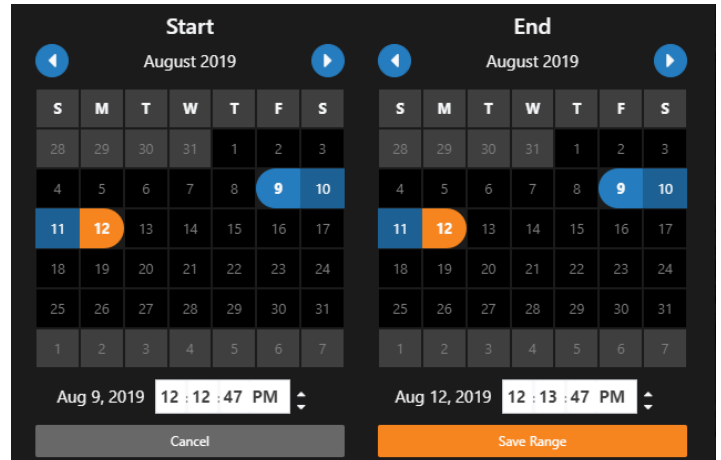 Start
August 2019
S M T W T F S
28 29 30 31 1 2 3
4 5 6 7 8 9 10
11 12 13 14 15 16 17
18 19 20 21 22 23 24
25 26 27 28 29 30 31
1 2 3 4 5 6 7
Aug 9, 2019 12 : 12 : 47 PM
Cancel
End
August 2019
S M T W T F S
28 29 30 31 1 2 3
4 5 6 7 8 9 10
11 12 13 14 15 16 17
18 19 20 21 22 23 24
25 26 27 28 29 30 31
1 2 3 4 5 6 7
Aug 12, 2019 12 : 13 : 47 PM
Save Range